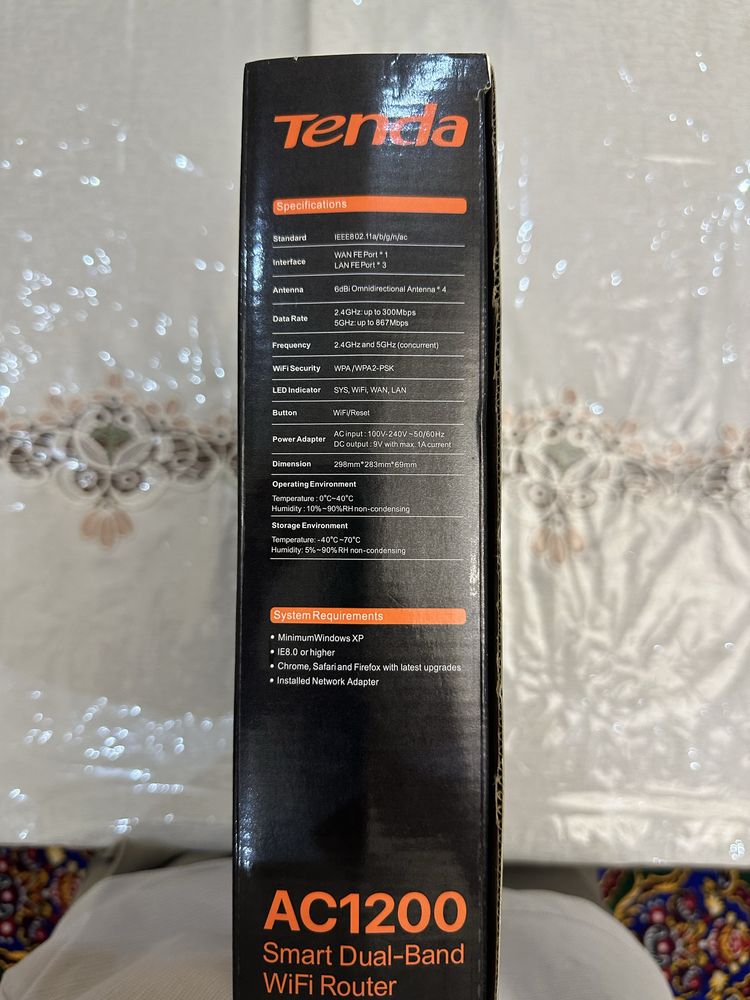 Tenda
Specifications
Standard IEEE802.11a/b/g/n/ac
Interface WAN FE Port * 1
LAN FE Port * 3
Antenna 6dBi Omnidirectional Antenna * 4
Data Rate 2.4GHz: up to 300Mbps
5GHz: up to 867Mbps
Frequency 2.4GHz and 5GHz (concurrent)
WiFi Security WPA /WPA2-PSK
LED Indicator SYS, WiFi, WAN, LAN
Button WiFi/Reset
Power Adapter AC input : 100V-240V ~50/60Hz
DC output : 9V with max. 1A current
Dimension 298mm*283mm*69mm
Operating Environment
Temperature : 0°C~40°C
Humidity : 10%~90%RH non-condensing
Storage Environment
Temperature: -40°C ~70°C
Humidity: 5%~90% RH non-condensing
System Requirements
• MinimumWindows XP
• IE8.0 or higher
• Chrome, Safari and Firefox with latest upgrades
• Installed Network Adapter
AC1200
Smart Dual-Band
WiFi Router